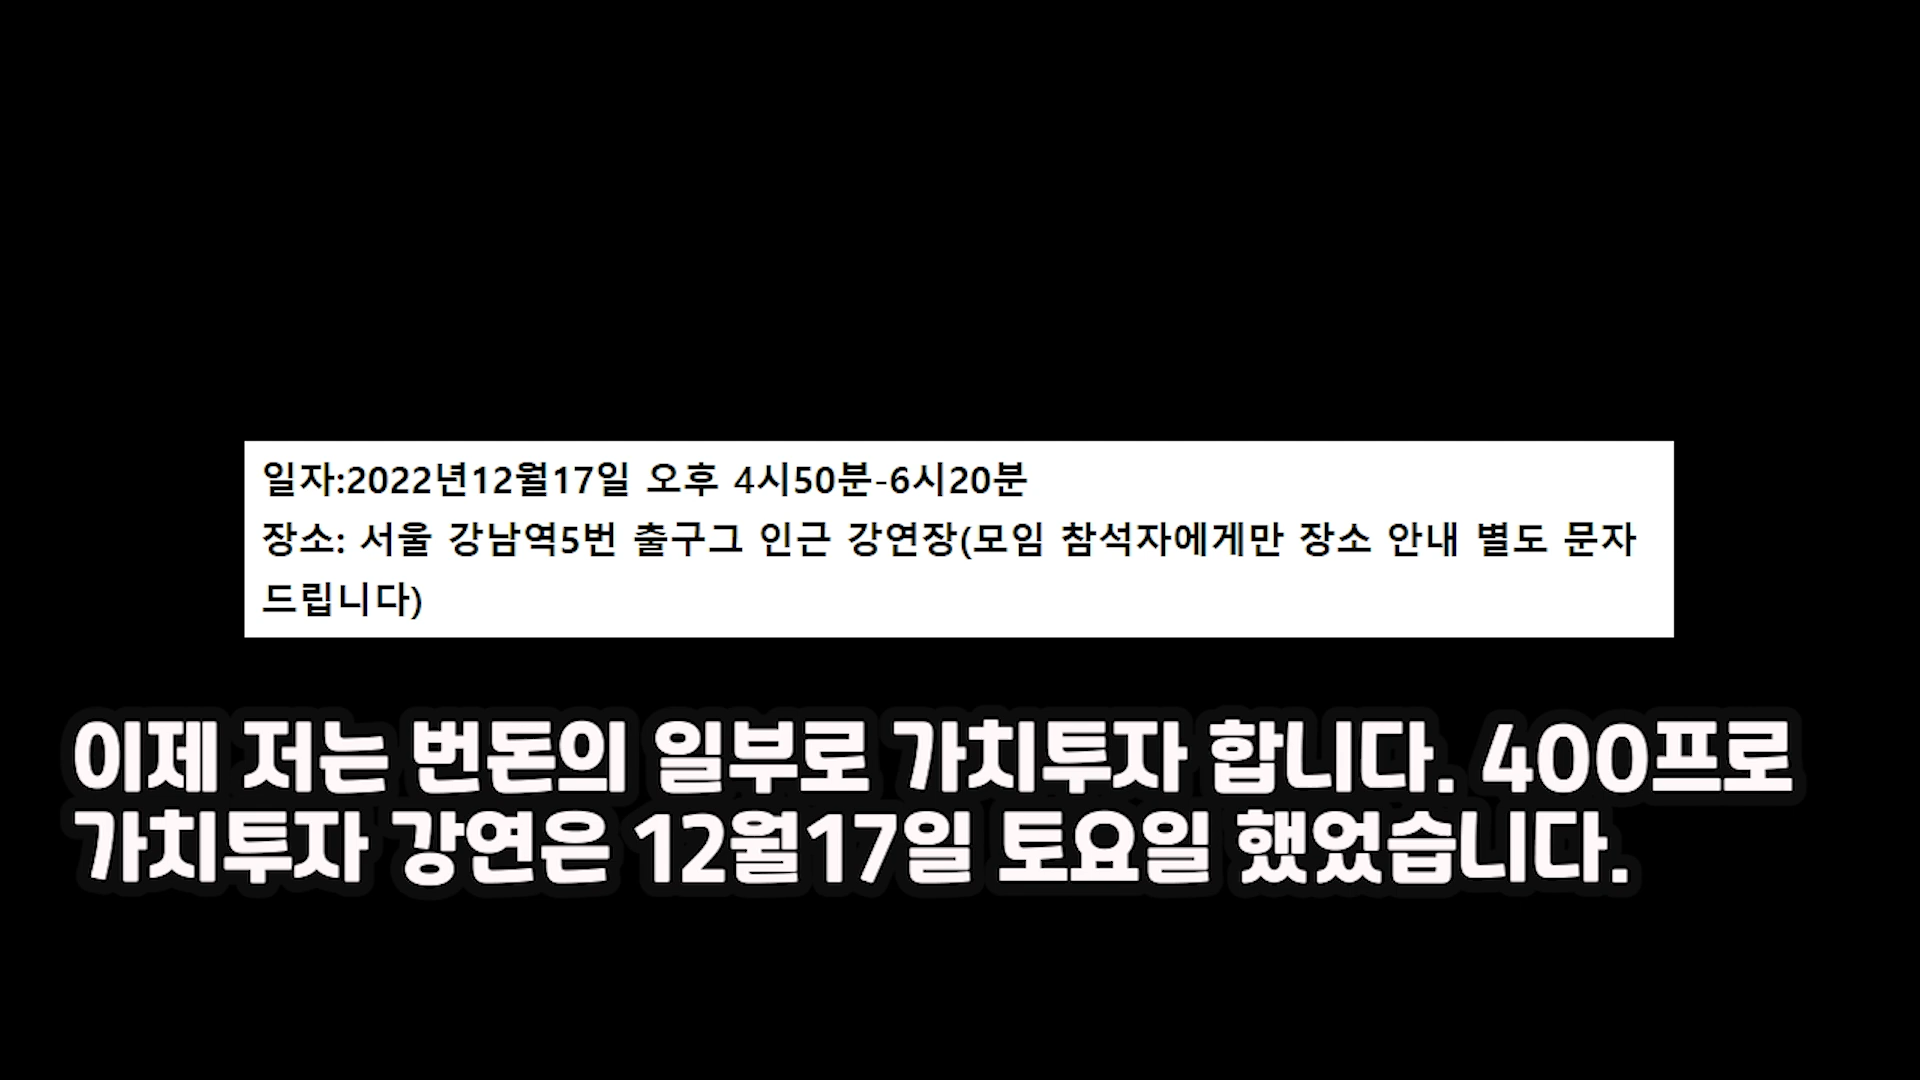 일자:2022년12월17일 오후 4시50분-6시20분
장소: 서울 강남역5번 출구그 인근 강연장(모임 참석자에게만 장소 안내 별도 문자
드립니다)
이제 저는 번돈의 일부로 가치투자 합니다. 400프로
가치투자 강연은 12월17일 토요일 했었습니다.